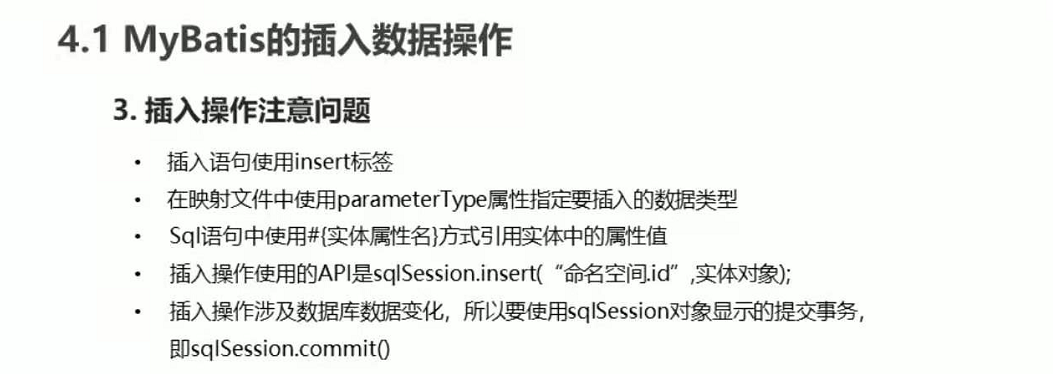 4.1 MyBatis的插入数据操作
3. 插入操作注意问题
• 插入语句使用insert标签
• 在映射文件中使用parameterType属性指定要插入的数据类型
• Sql语句中使用#{实体属性名}方式引用实体中的属性值
• 插入操作使用的API是sqlSession.insert(“命名空间.id”,实体对象);
• 插入操作涉及数据库数据变化，所以要使用sqlSession对象显示的提交事务，
即sqlSession.commit()